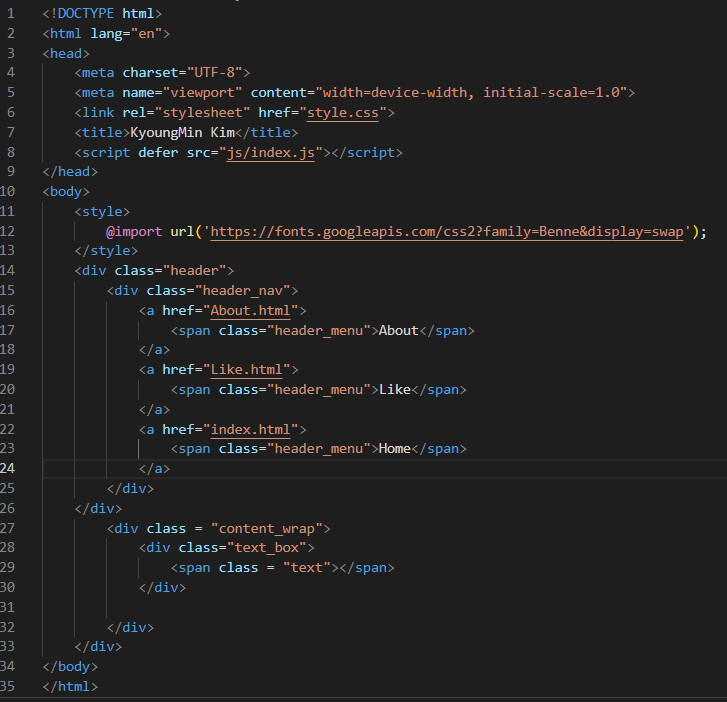 1 <!DOCTYPE html>
2 <html lang="en">
3 <head>
4 <meta charset="UTF-8">
5 <meta name="viewport" content="width=device-width, initial-scale=1.0">
6 <link rel="stylesheet" href="style.css">
7 <title>KyoungMin Kim</title>
8 <script defer src="js/index.js"></script>
9 </head>
10 <body>
11 <style>
12 @import url('https://fonts.googleapis.com/css2?family=Benne&display=swap');
13 </style>
14 <div class="header">
15 <div class="header_nav">
16 <a href="About.html">
17 <span class="header_menu">About</span>
18 </a>
19 <a href="Like.html">
20 <span class="header_menu">Like</span>
21 </a>
22 <a href="index.html">
23 <span class="header_menu">Home</span>
24 </a>
25 </div>
26 </div>
27 <div class = "content_wrap">
28 <div class="text_box">
29 <span class = "text"></span>
30 </div>
31
32 </div>
33 </div>
34 </body>
35 </html>